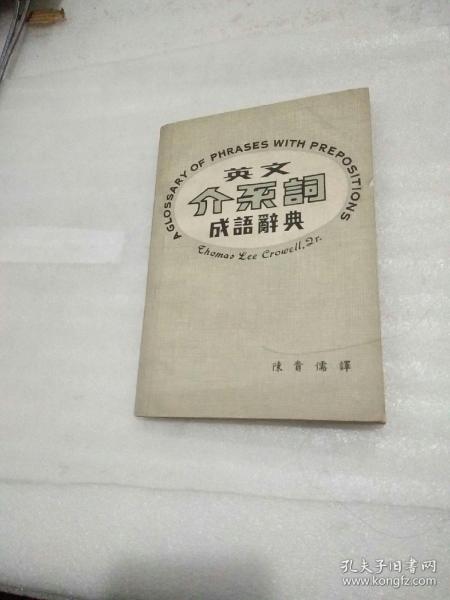 A GLOSSARY OF PHRASES WITH PREPOSITIONS
英文
介系詞
成語辭典
Thomas Lee Crowell, Jr.
陳貴儒譯
孔夫子旧书网
www.kongfz.com